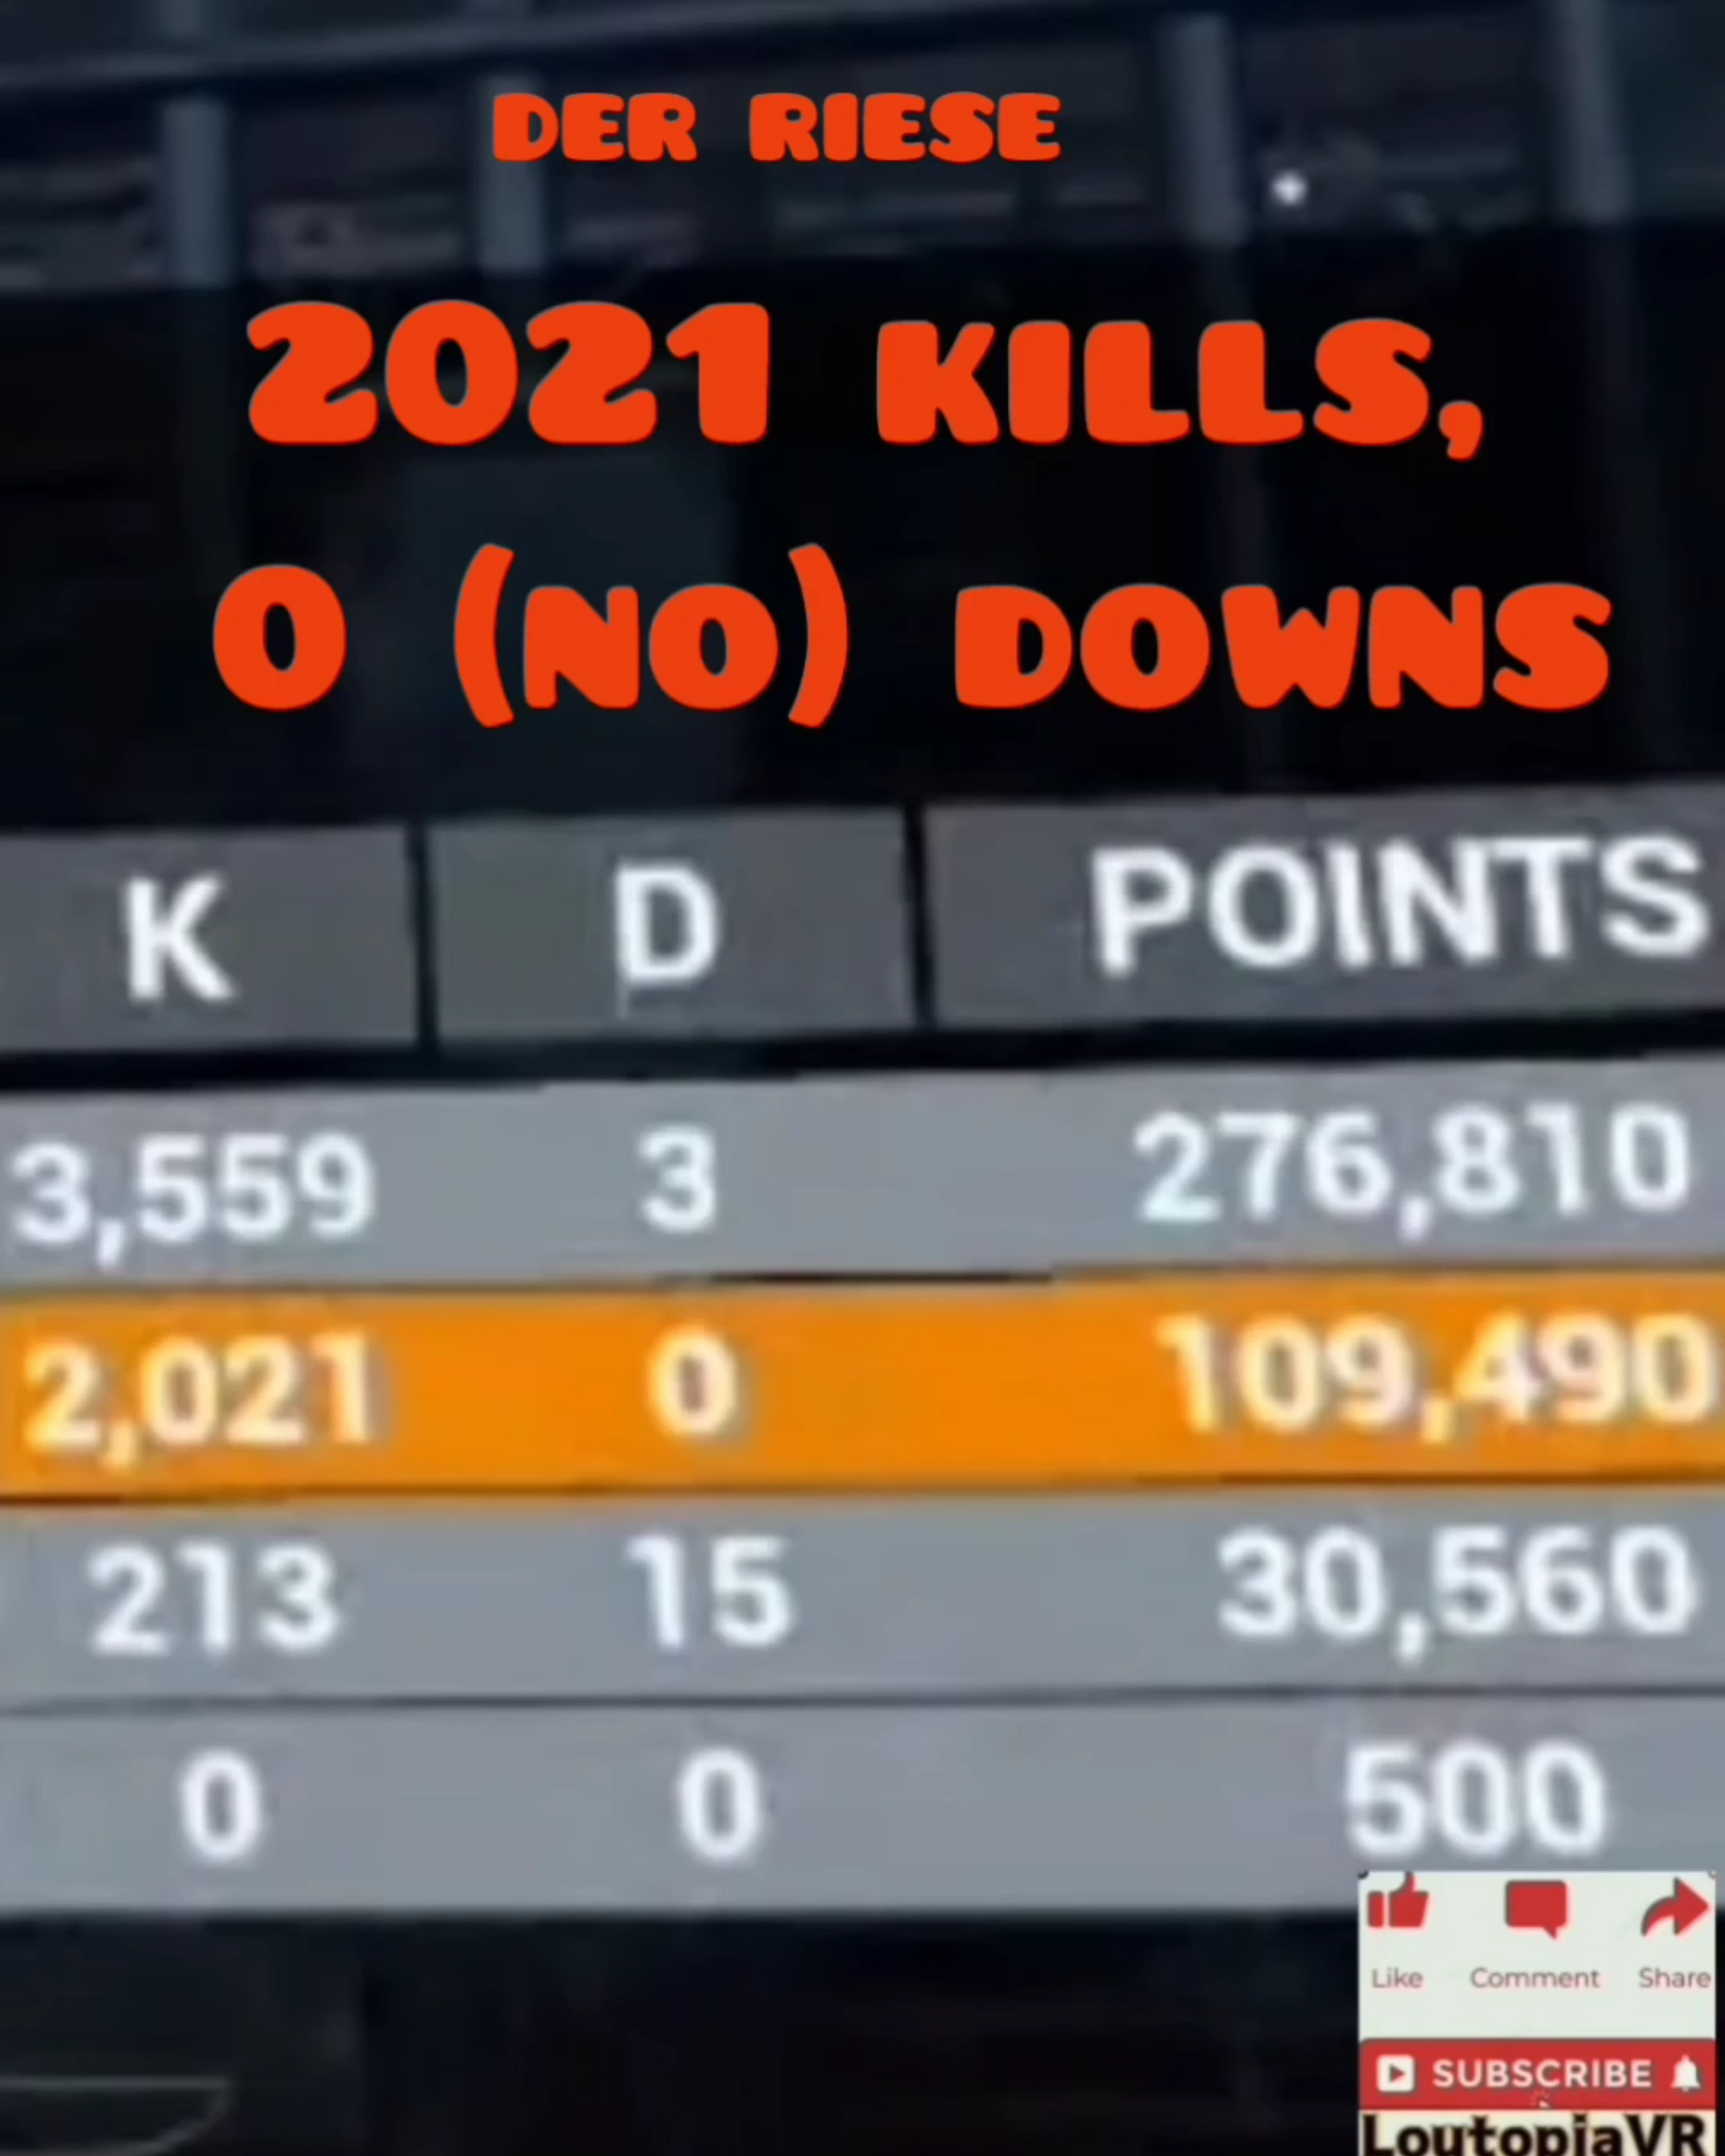 DER RIESE
2021 KILLS,
0 (NO) DOWNS
K D POINTS
3,559 3 276,810
2,021 0 109,490
213 15 30,560
0 0 500
Like Comment Share
SUBSCRIBE
LoutopiaVR